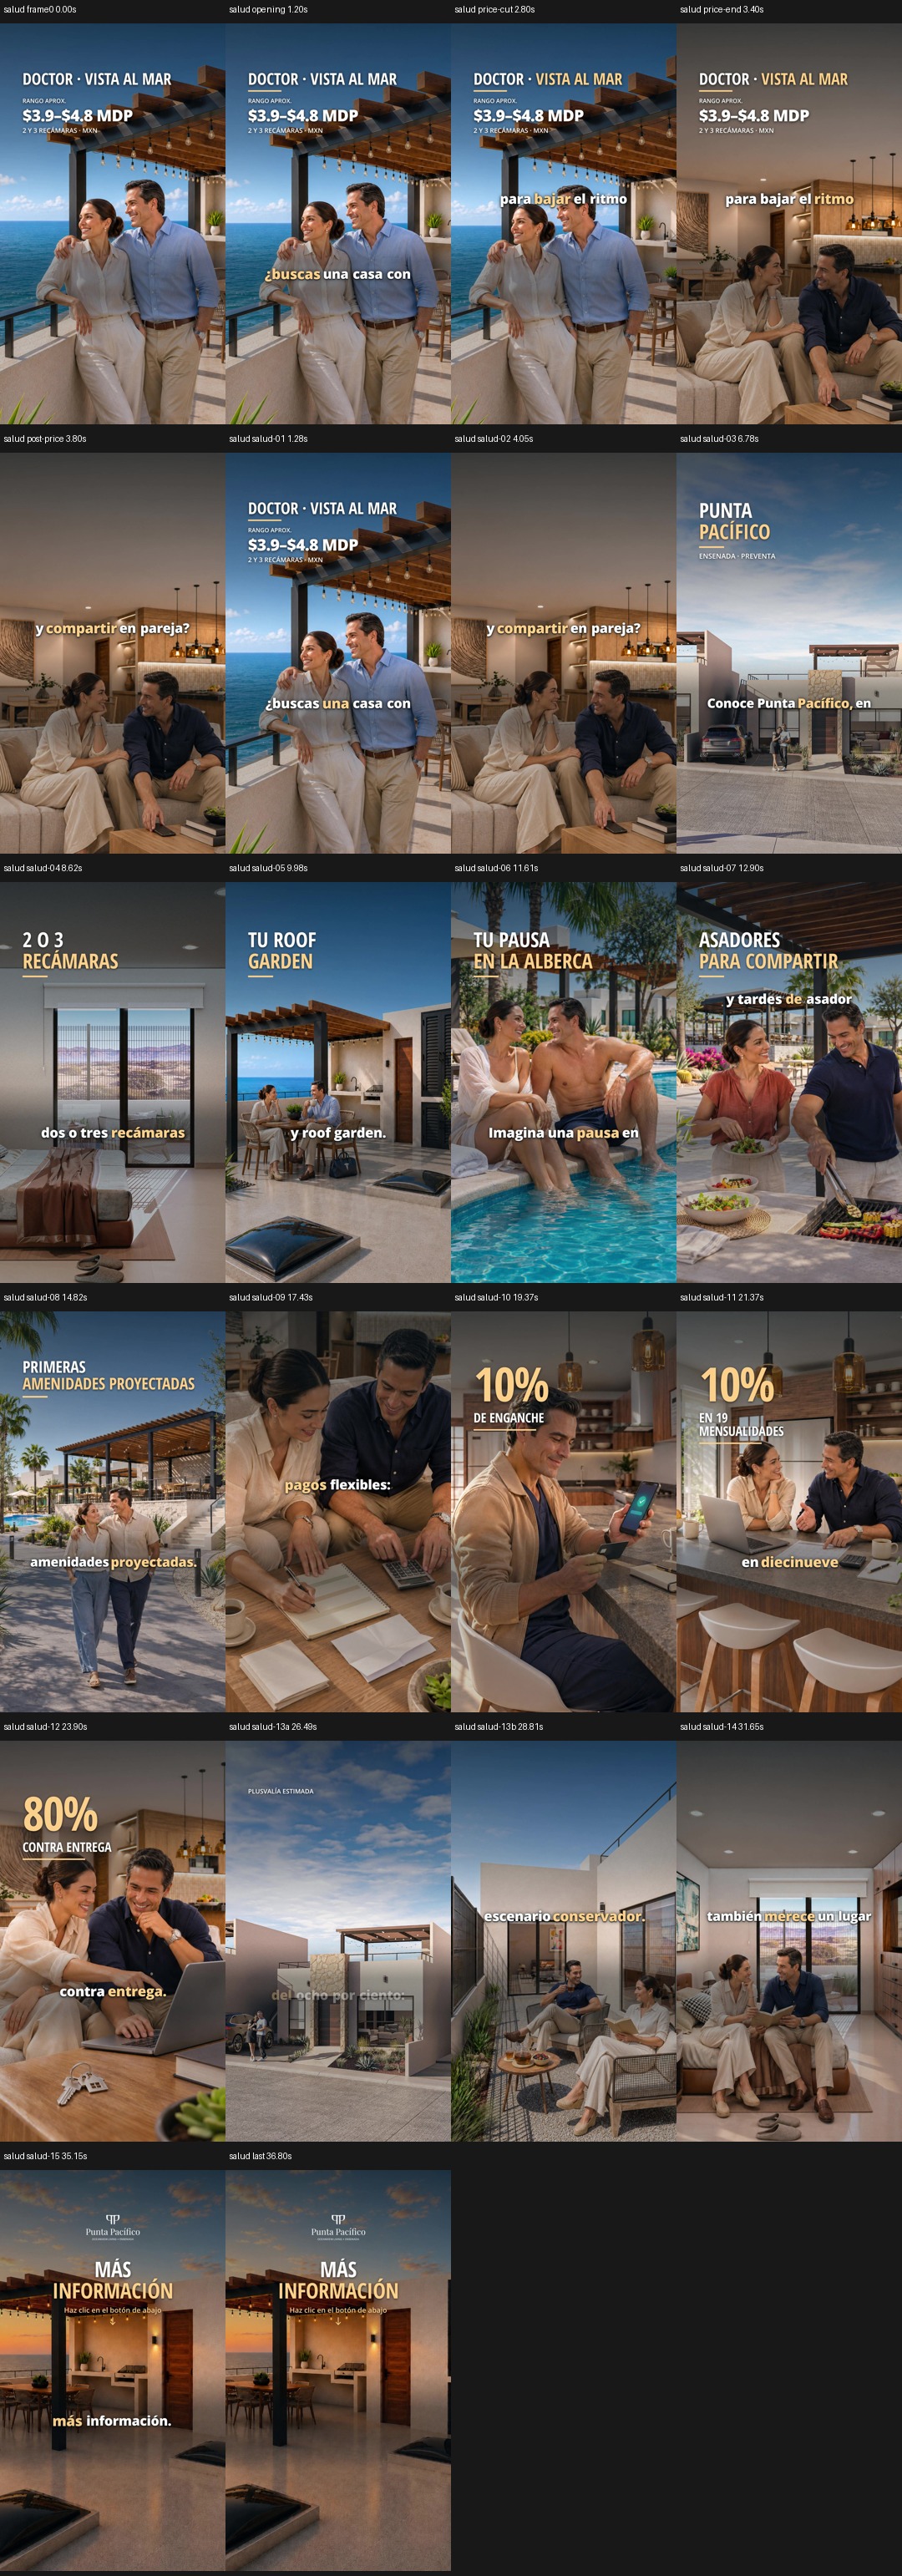 salud frame0 0.00s
salud opening 1.20s
salud price-cut 2.80s
salud price-end 3.40s
DOCTOR · VISTA AL MAR
RANGO APROX.
$3.9–$4.8 MDP
2 Y 3 RECÁMARAS · MXN
DOCTOR · VISTA AL MAR
RANGO APROX.
$3.9–$4.8 MDP
2 Y 3 RECÁMARAS · MXN
¿buscas una casa con
DOCTOR · VISTA AL MAR
RANGO APROX.
$3.9–$4.8 MDP
2 Y 3 RECÁMARAS · MXN
para bajar el ritmo
DOCTOR · VISTA AL MAR
RANGO APROX.
$3.9–$4.8 MDP
2 Y 3 RECÁMARAS · MXN
para bajar el ritmo
salud post-price 3.80s
salud salud-01 1.28s
salud salud-02 4.05s
salud salud-03 6.78s
y compartir en pareja?
DOCTOR · VISTA AL MAR
RANGO APROX.
$3.9–$4.8 MDP
2 Y 3 RECÁMARAS · MXN
¿buscas una casa con
y compartir en pareja?
PUNTA
PACÍFICO
ENSENADA · PREVENTA
Conoce Punta Pacífico, en
salud salud-04 8.62s
salud salud-05 9.98s
salud salud-06 11.61s
salud salud-07 12.90s
2 O 3
RECÁMARAS
dos o tres recámaras
TU ROOF
GARDEN
y roof garden.
TU PAUSA
EN LA ALBERCA
Imagina una pausa en
ASADORES
PARA COMPARTIR
y tardes de asador
salud salud-08 14.82s
salud salud-09 17.43s
salud salud-10 19.37s
salud salud-11 21.37s
PRIMERAS
AMENIDADES PROYECTADAS
amenidades proyectadas.
pagos flexibles:
10%
DE ENGANCHE
10%
EN 19
MENSUALIDADES
en diecinueve
salud salud-12 23.90s
salud salud-13a 26.49s
salud salud-13b 28.81s
salud salud-14 31.65s
80%
CONTRA ENTREGA
contra entrega.
PLUSVALÍA ESTIMADA
del ocho por ciento:
escenario conservador.
también merece un lugar
salud salud-15 35.15s
salud last 36.80s
Punta Pacífico
MÁS
INFORMACIÓN
Haz clic en el botón de abajo
↓
más información.
Punta Pacífico
MÁS
INFORMACIÓN
Haz clic en el botón de abajo
↓